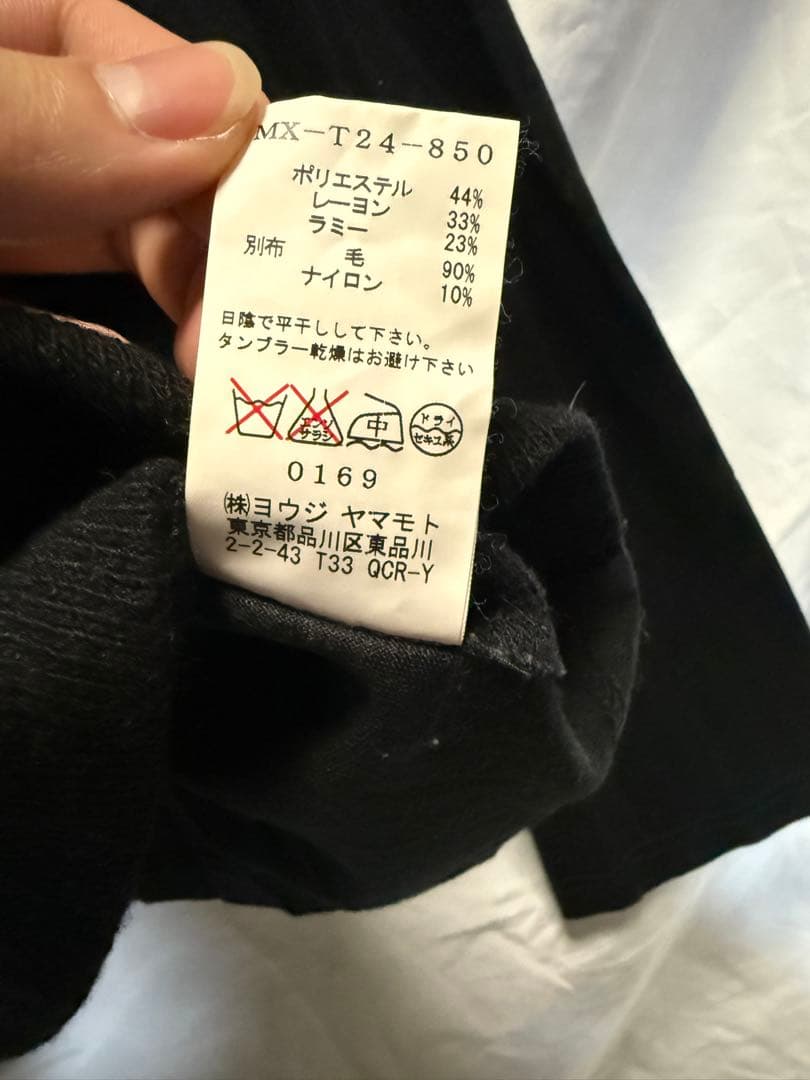 MX-T24-850
ポリエステル 44%
レーヨン 33%
ラミー 23%
別布 毛 90%
ナイロン 10%
日陰で平干しして下さい。
タンブラー乾燥はお避け下さい
エンソ
サラシ
中
ドライ
セキユ系
0169
㈱ヨウジ ヤマモト
東京都品川区東品川
2-2-43 T33 QCR-Y